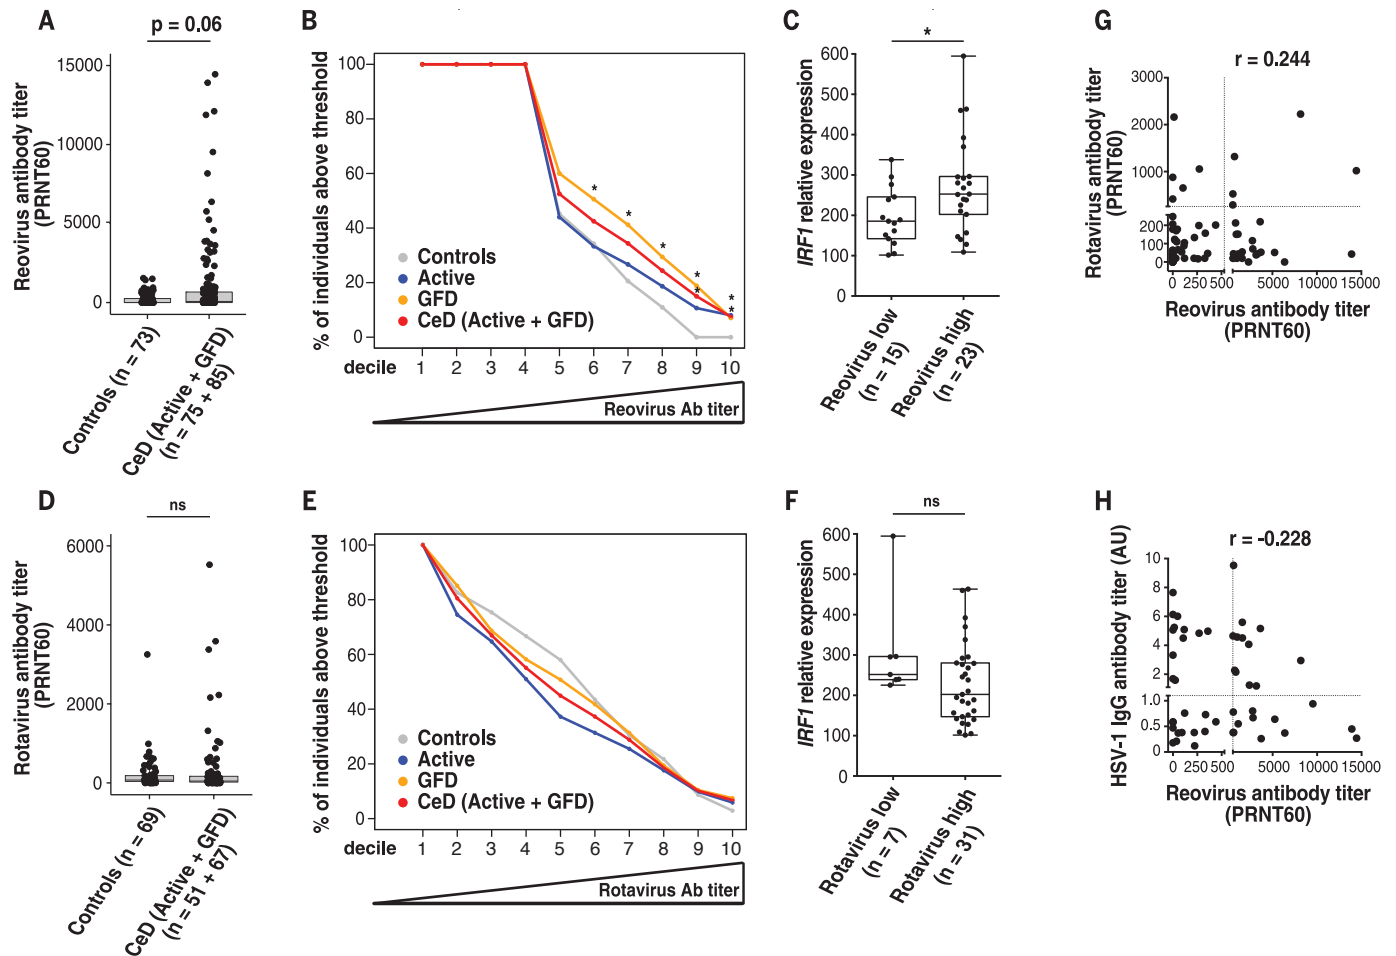 A
p = 0.06
Reovirus antibody titer
(PRNT60)
15000
10000
5000
0
Controls (n = 73)
CeD (Active + GFD)
(n = 75 + 85)
B
% of individuals above threshold
100
80
60
40
20
0
Controls
Active
GFD
CeD (Active + GFD)
*
*
*
*
*
*
*
decile 1 2 3 4 5 6 7 8 9 10
Reovirus Ab titer
C
*
IRF1 relative expression
600
500
400
300
200
100
0
Reovirus low
(n = 15)
Reovirus high
(n = 23)
G
r = 0.244
Rotavirus antibody titer
(PRNT60)
3000
2000
1000
200
100
0
0 250 500 5000 10000 15000
Reovirus antibody titer
(PRNT60)
D
ns
Rotavirus antibody titer
(PRNT60)
6000
4000
2000
0
Controls (n = 69)
CeD (Active + GFD)
(n = 51 + 67)
E
% of individuals above threshold
100
80
60
40
20
0
Controls
Active
GFD
CeD (Active + GFD)
decile 1 2 3 4 5 6 7 8 9 10
Rotavirus Ab titer
F
ns
IRF1 relative expression
600
500
400
300
200
100
0
Rotavirus low
(n = 7)
Rotavirus high
(n = 31)
H
r = -0.228
HSV-1 IgG antibody titer (AU)
10
8
6
4
2
1.0
0.5
0
0 250 500 5000 10000 15000
Reovirus antibody titer
(PRNT60)